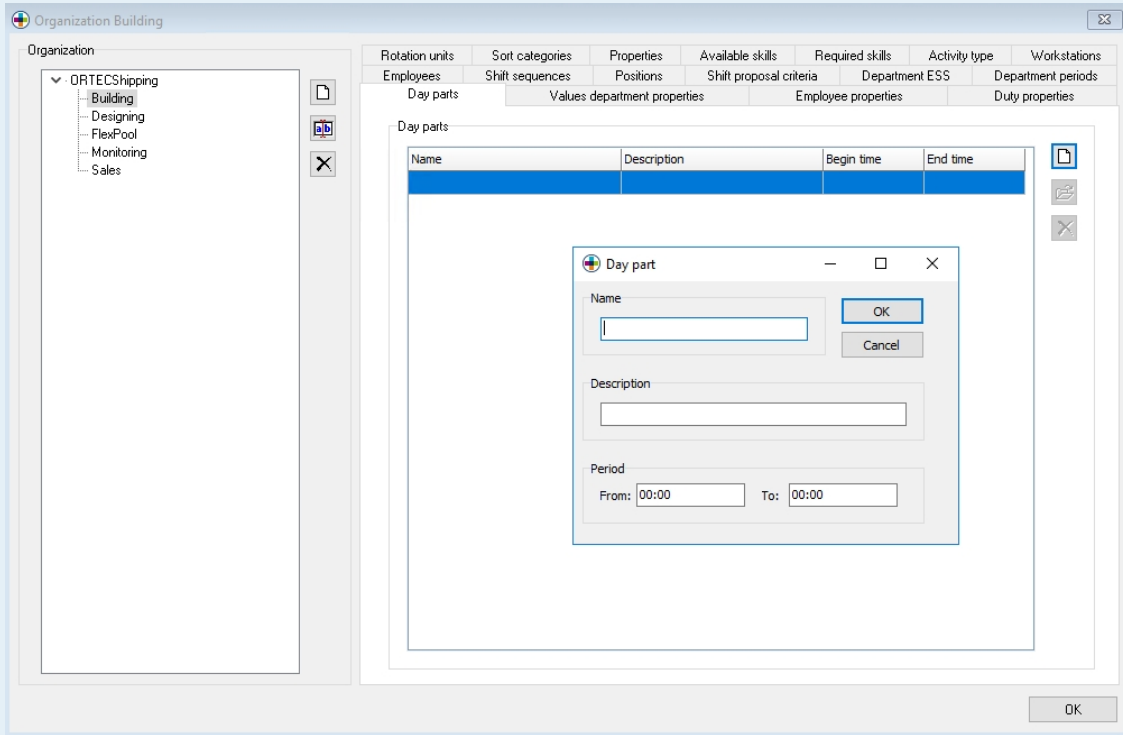 Organization Building
Organization
ORTECShipping
Building
Designing
FlexPool
Monitoring
Sales
a b
Rotation units Sort categories Properties Available skills Required skills Activity type Workstations
Employees Shift sequences Positions Shift proposal criteria Department ESS Department periods
Day parts Values department properties Employee properties Duty properties
Day parts
Name Description Begin time End time
Day part
Name
OK
Cancel
Description
Period
From: 00:00 To: 00:00
OK